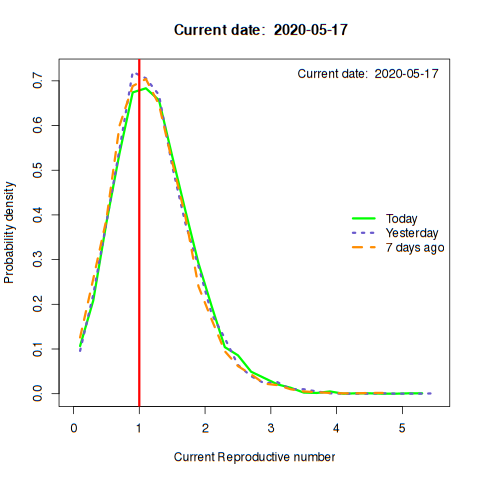 Current date:  2020-05-17
Current date:  2020-05-17
Probability density
0.7
0.6
0.5
0.4
0.3
0.2
0.1
0.0
Today
Yesterday
7 days ago
0 1 2 3 4 5
Current Reproductive number